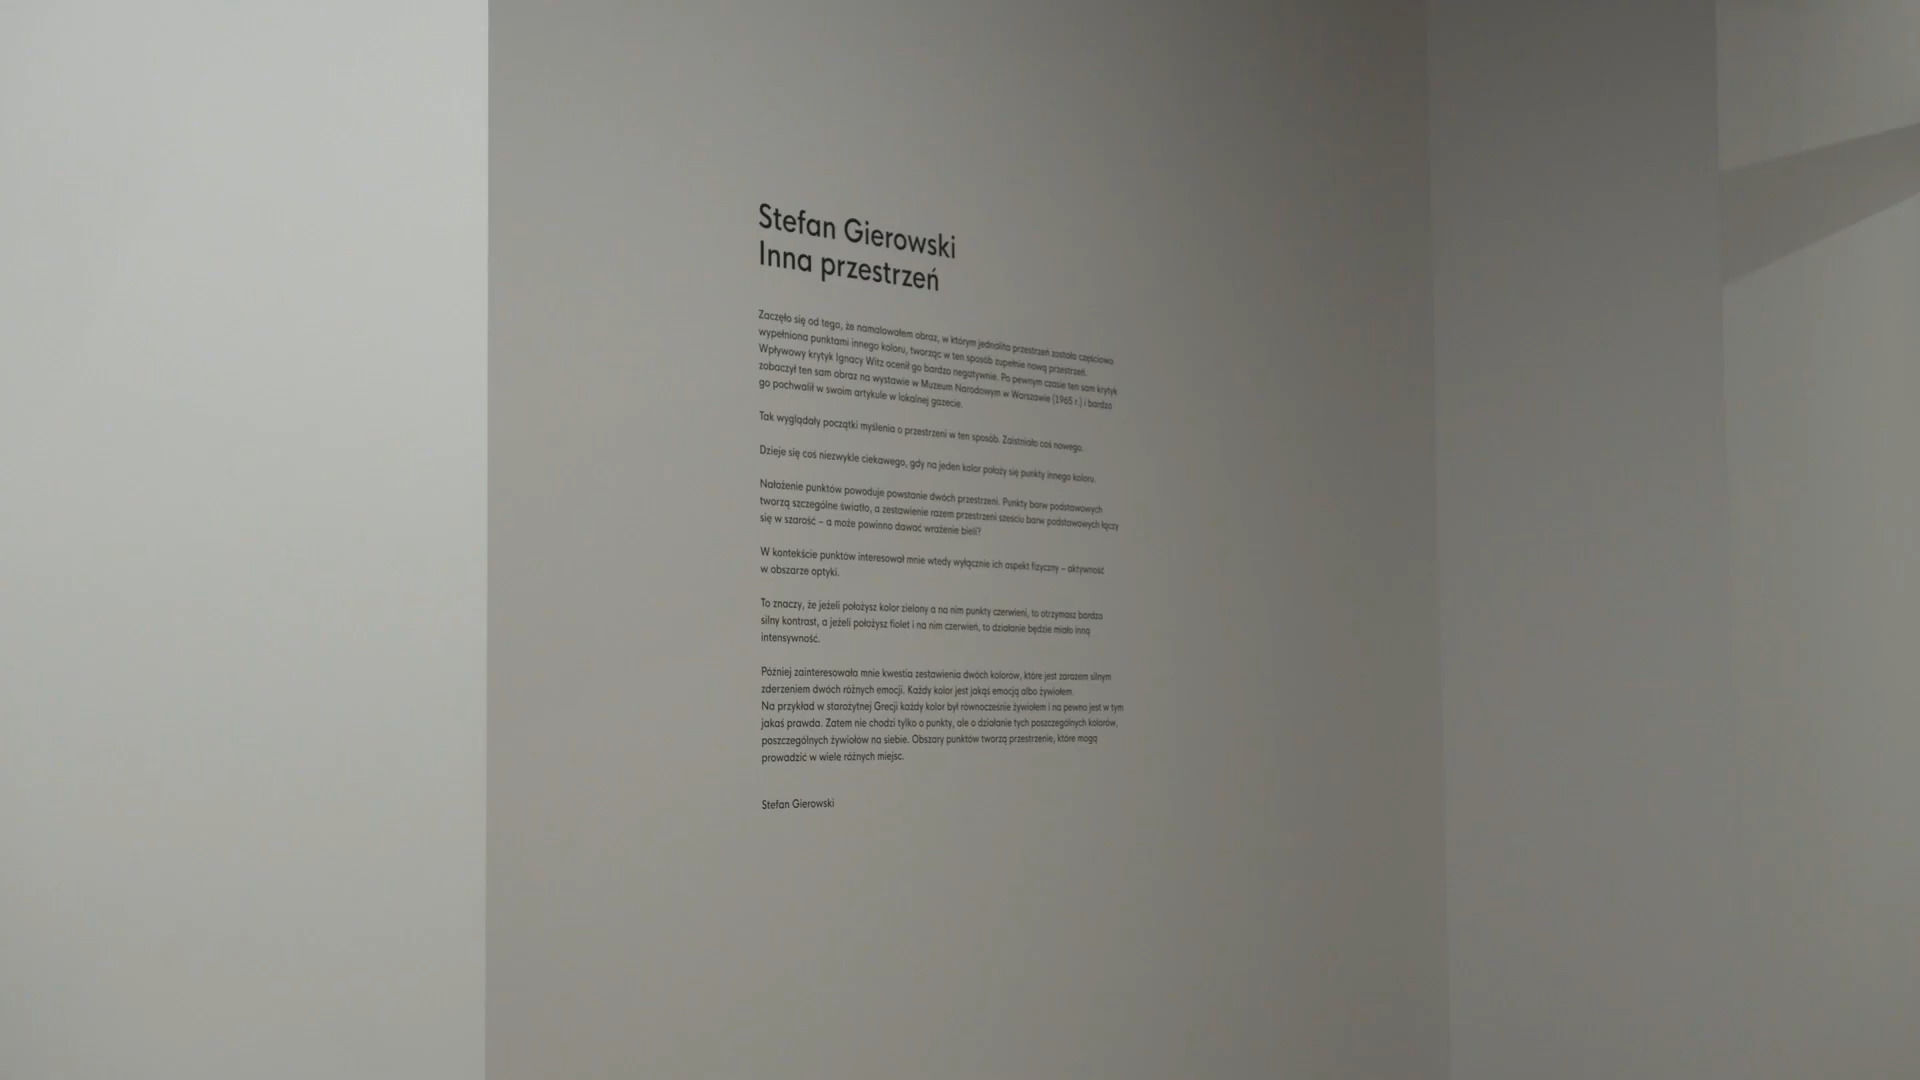 Stefan Gierowski
Inna przestrzeń
Zaczęło się od tego, że namalowałem obraz, w którym jednolita przestrzeń została częściowo
wypełniona punktami innego koloru, tworząc w ten sposób zupełnie nową przestrzeń.
Wpływowy krytyk Ignacy Witz ocenił go bardzo negatywnie. Po pewnym czasie ten sam krytyk
zobaczył ten sam obraz na wystawie w Muzeum Narodowym w Warszawie (1965 r.) i bardzo
go pochwalił w swoim artykule w lokalnej gazecie.
Tak wyglądały początki myślenia o przestrzeni w ten sposób. Zaistniało coś nowego.
Dzieje się coś niezwykle ciekawego, gdy na jeden kolor położy się punkty innego koloru.
Nałożenie punktów powoduje powstanie dwóch przestrzeni. Punkty barw podstawowych
tworzą szczególne światło, a zestawienie razem przestrzeni sześciu barw podstawowych łączy
się w szarość – a może powinno dawać wrażenie bieli?
W kontekście punktów interesował mnie wtedy wyłącznie ich aspekt fizyczny – aktywność
w obszarze optyki.
To znaczy, że jeżeli położysz kolor zielony a na nim punkty czerwieni, to otrzymasz bardzo
silny kontrast, a jeżeli położysz fiolet i na nim czerwień, to działanie będzie miało inną
intensywność.
Później zainteresowała mnie kwestia zestawienia dwóch kolorów, które jest zarazem silnym
zderzeniem dwóch różnych emocji. Każdy kolor jest jakąś emocją albo żywiołem.
Na przykład w starożytnej Grecji każdy kolor był równocześnie żywiołem i na pewno jest w tym
jakaś prawda. Zatem nie chodzi tylko o punkty, ale o działanie tych poszczególnych kolorów,
poszczególnych żywiołów na siebie. Obszary punktów tworzą przestrzenie, które mogą
prowadzić w wiele różnych miejsc.
Stefan Gierowski